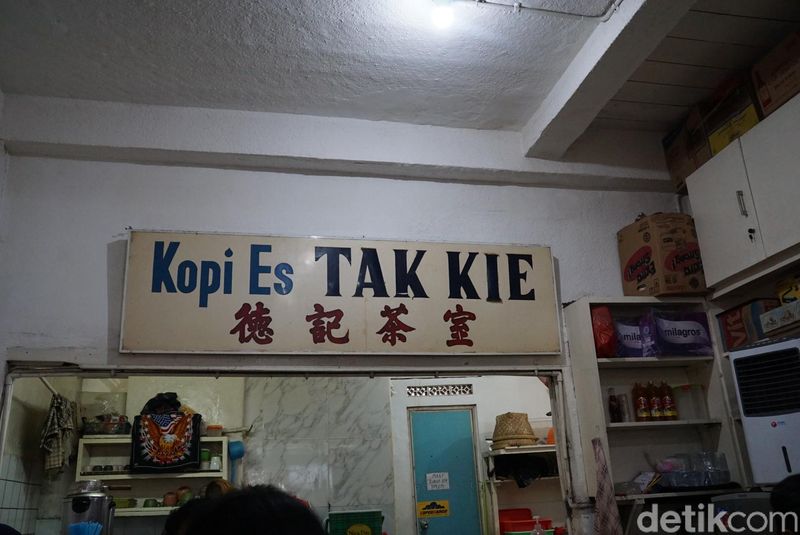 Kopi Es TAK KIE
德記茶室
milagros
detikcom